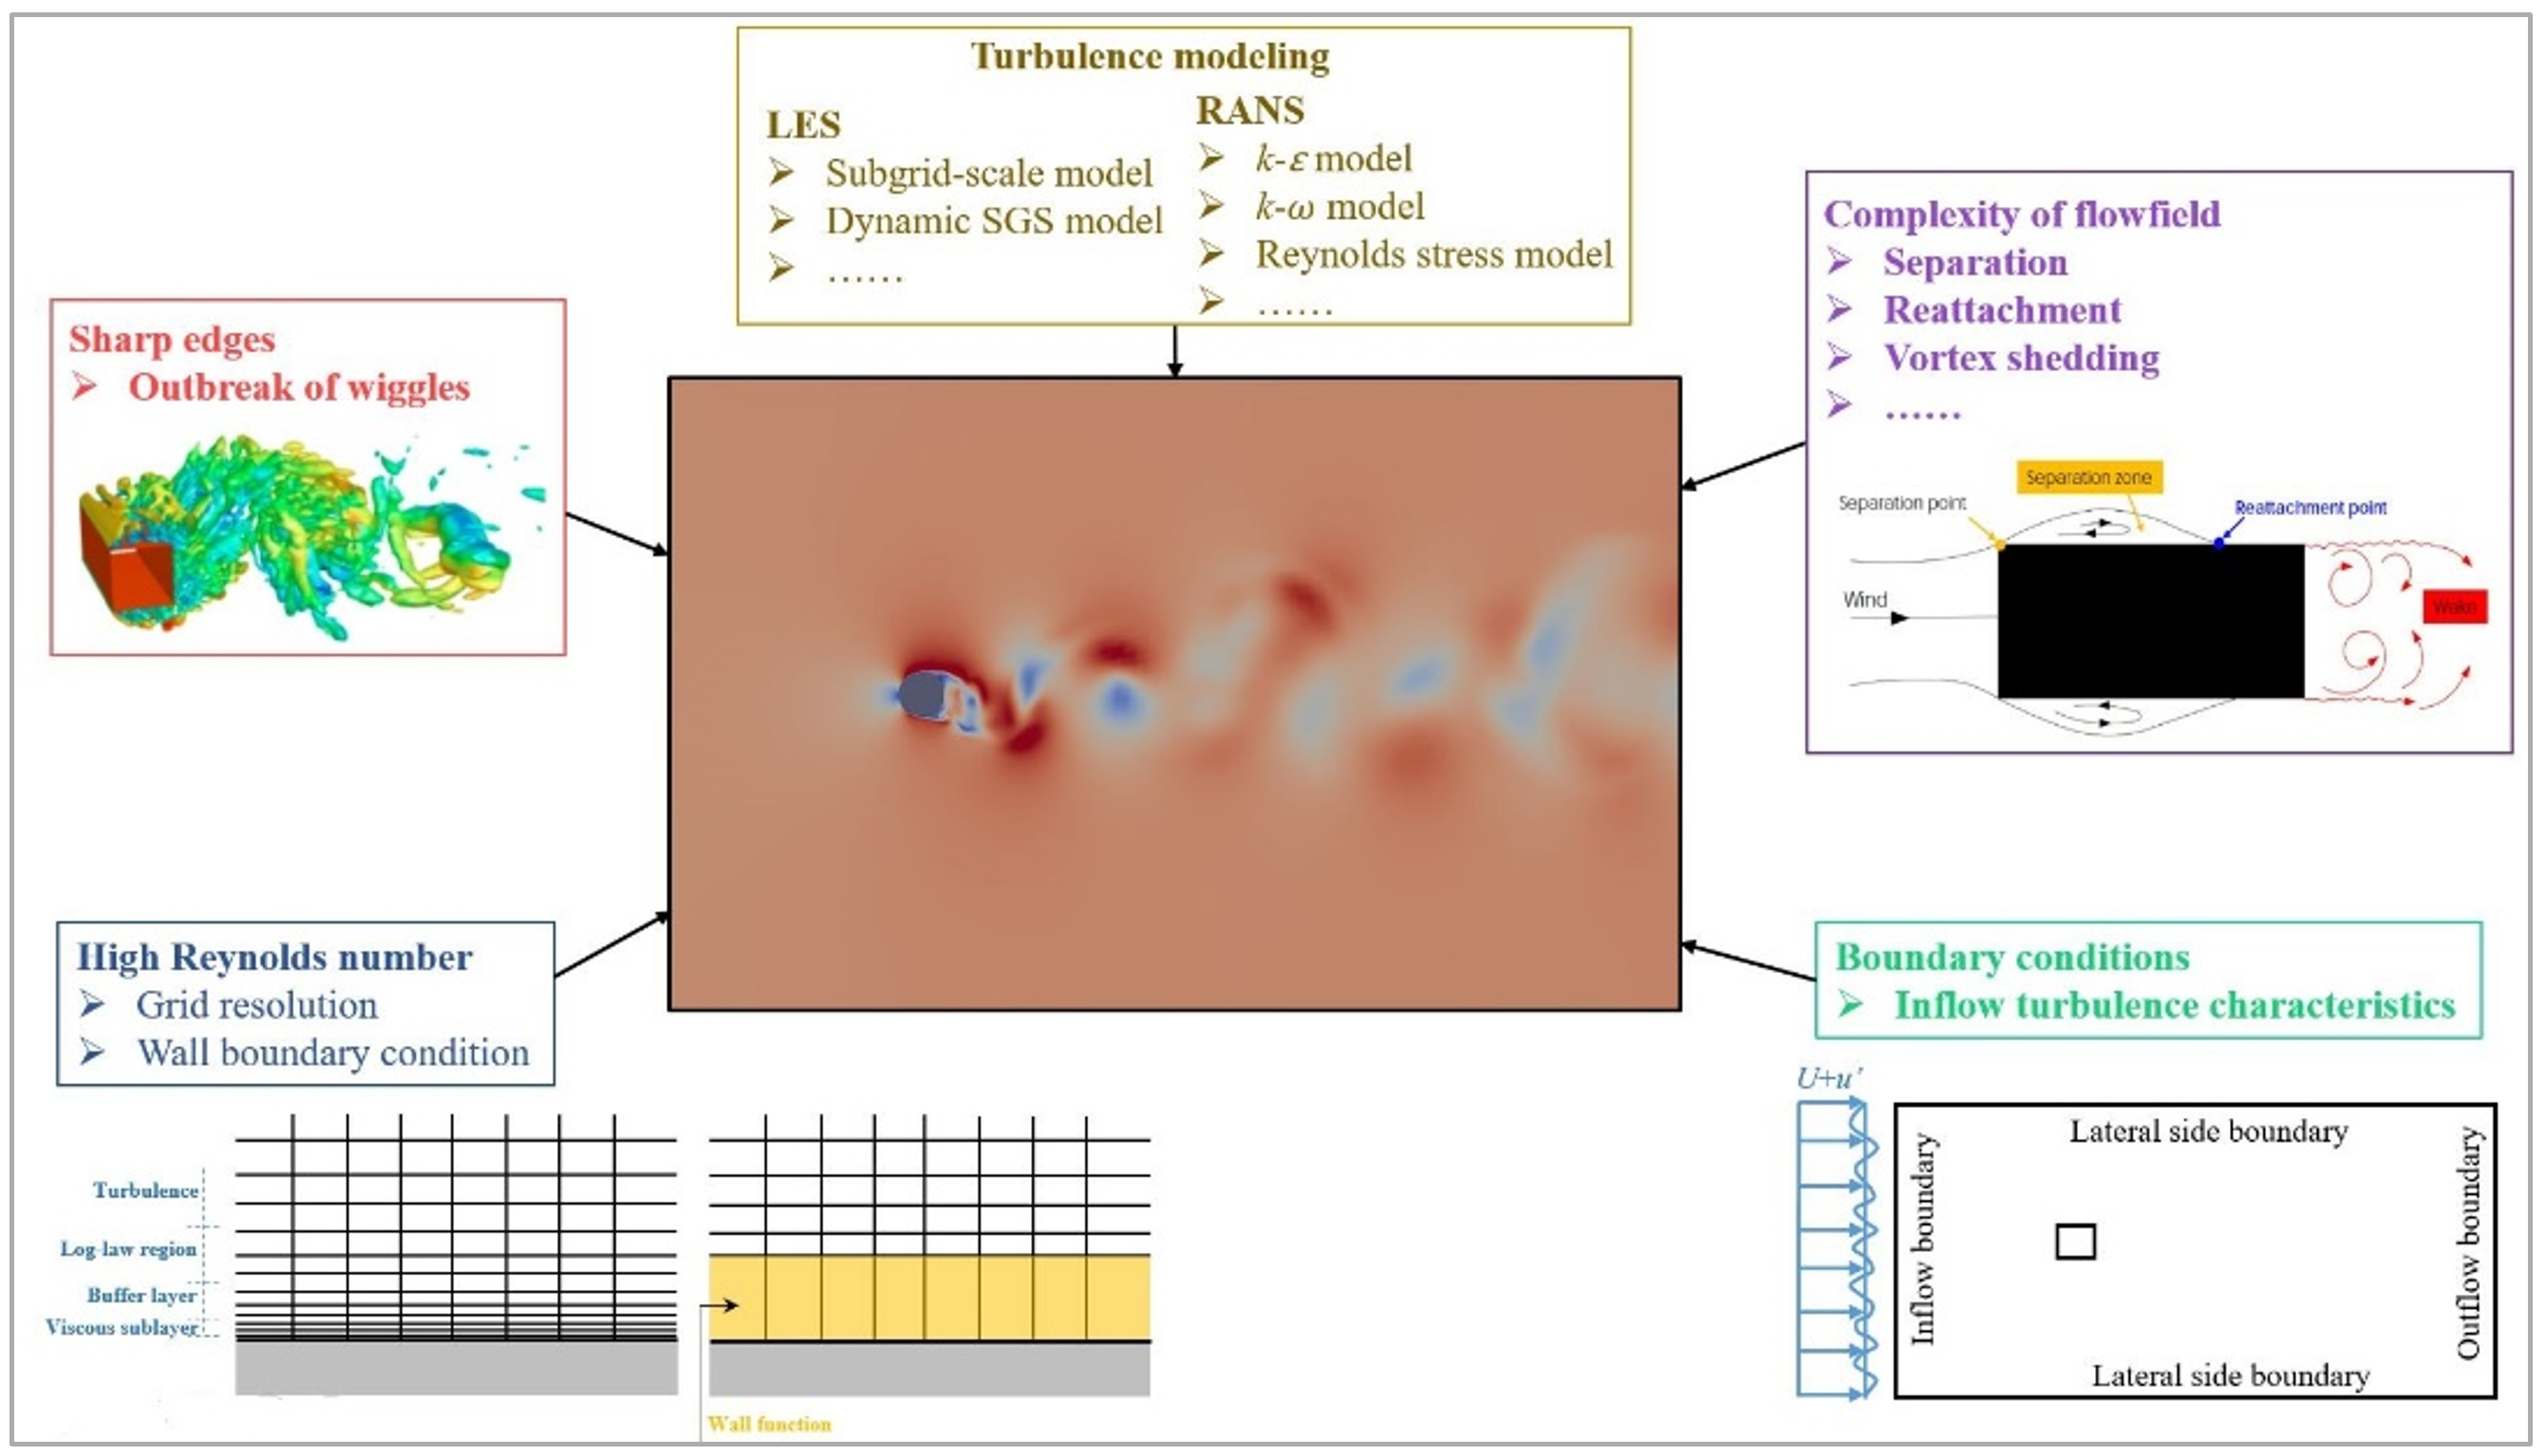 Turbulence modeling
LES
➢ Subgrid-scale model
➢ Dynamic SGS model
➢ ......
RANS
➢ k-ε model
➢ k-ω model
➢ Reynolds stress model
➢ ......
Sharp edges
➢ Outbreak of wiggles
Complexity of flowfield
➢ Separation
➢ Reattachment
➢ Vortex shedding
➢ ......
Separation zone
Separation point
Reattachment point
Wind
Wake
High Reynolds number
➢ Grid resolution
➢ Wall boundary condition
Turbulence
Log law region
Buffer layer
Viscous sublayer
Wall function
Boundary conditions
➢ Inflow turbulence characteristics
U+u'
Lateral side boundary
Inflow boundary
Outflow boundary
Lateral side boundary